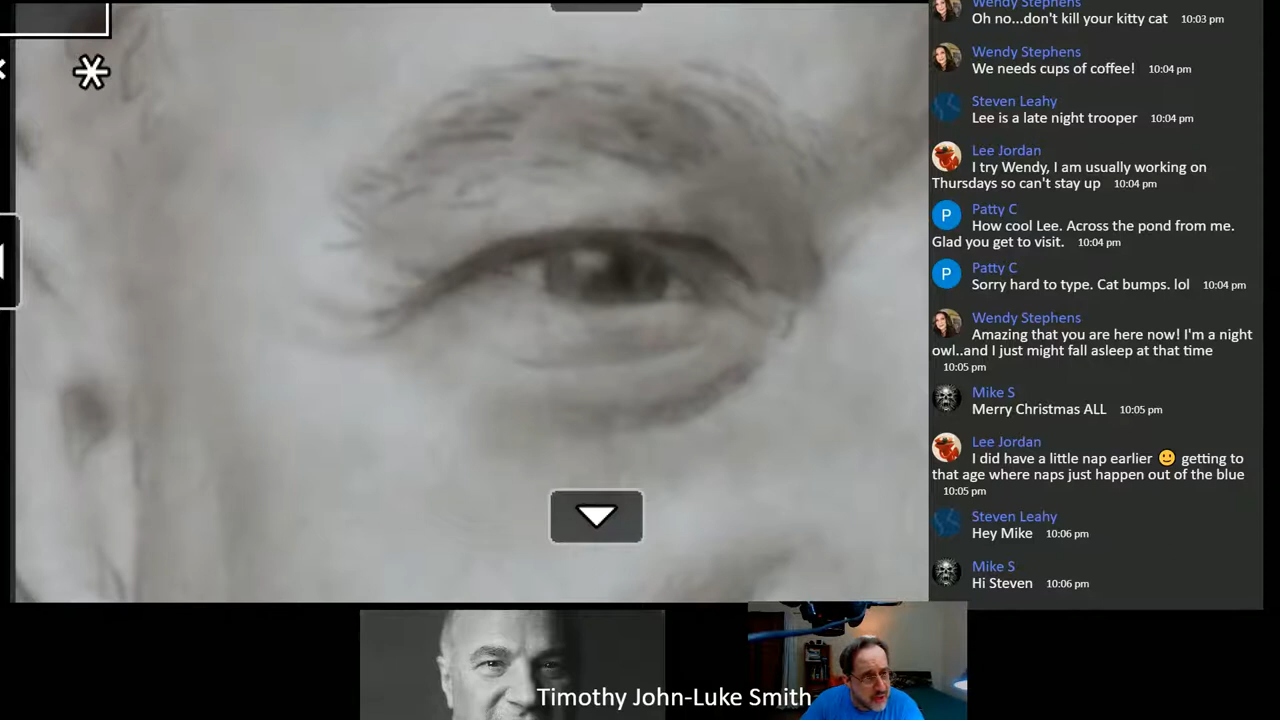 Wendy Stephens
Oh no...don't kill your kitty cat 10:03 pm
Wendy Stephens
We needs cups of coffee! 10:04 pm
Steven Leahy
Lee is a late night trooper 10:04 pm
Lee Jordan
I try Wendy, I am usually working on
Thursdays so can't stay up 10:04 pm
P
Patty C
How cool Lee. Across the pond from me.
Glad you get to visit. 10:04 pm
P
Patty C
Sorry hard to type. Cat bumps. lol 10:04 pm
Wendy Stephens
Amazing that you are here now! I'm a night
owl..and I just might fall asleep at that time
10:05 pm
Mike S
Merry Christmas ALL 10:05 pm
Lee Jordan
I did have a little nap earlier 🙂 getting to
that age where naps just happen out of the blue
10:05 pm
Steven Leahy
Hey Mike 10:06 pm
Mike S
Hi Steven 10:06 pm
Timothy John-Luke Smith